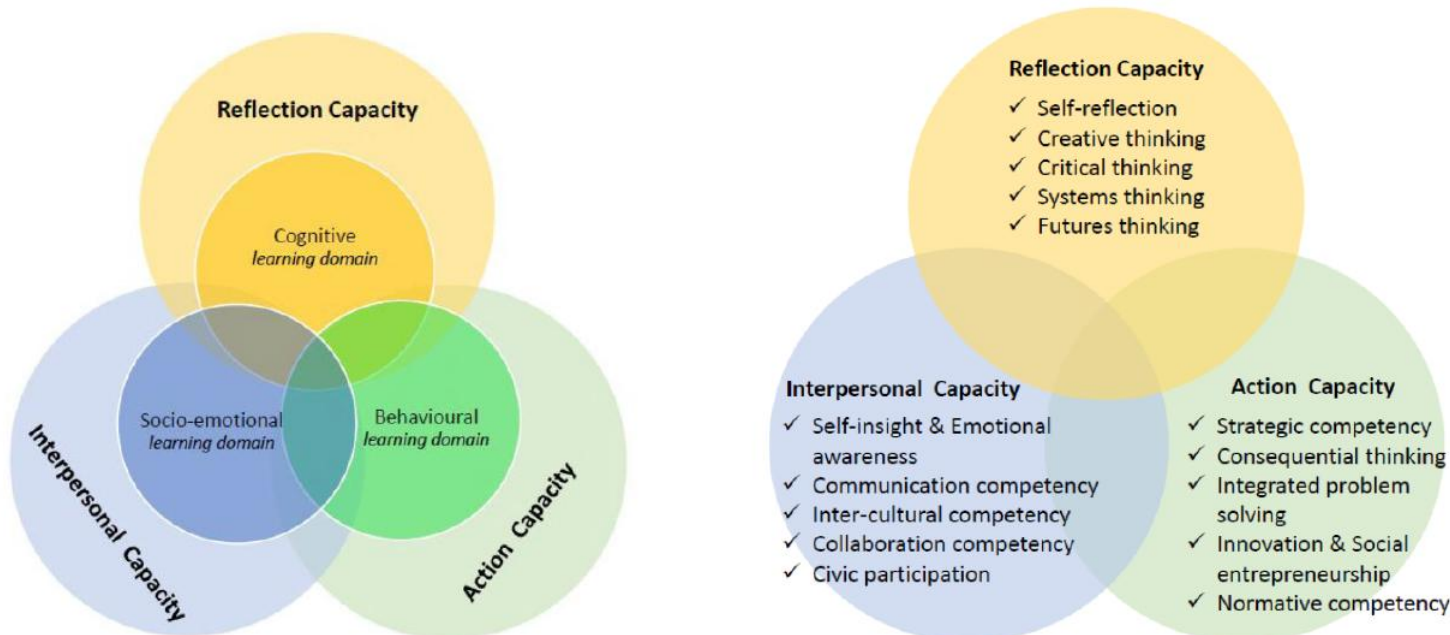 Reflection Capacity
Cognitive
learning domain
Socio-emotional
learning domain
Behavioural
learning domain
Interpersonal Capacity
Action Capacity
Reflection Capacity
✓ Self-reflection
✓ Creative thinking
✓ Critical thinking
✓ Systems thinking
✓ Futures thinking
Interpersonal Capacity
✓ Self-insight & Emotional
awareness
✓ Communication competency
✓ Inter-cultural competency
✓ Collaboration competency
✓ Civic participation
Action Capacity
✓ Strategic competency
✓ Consequential thinking
✓ Integrated problem
solving
✓ Innovation & Social
entrepreneurship
✓ Normative competency